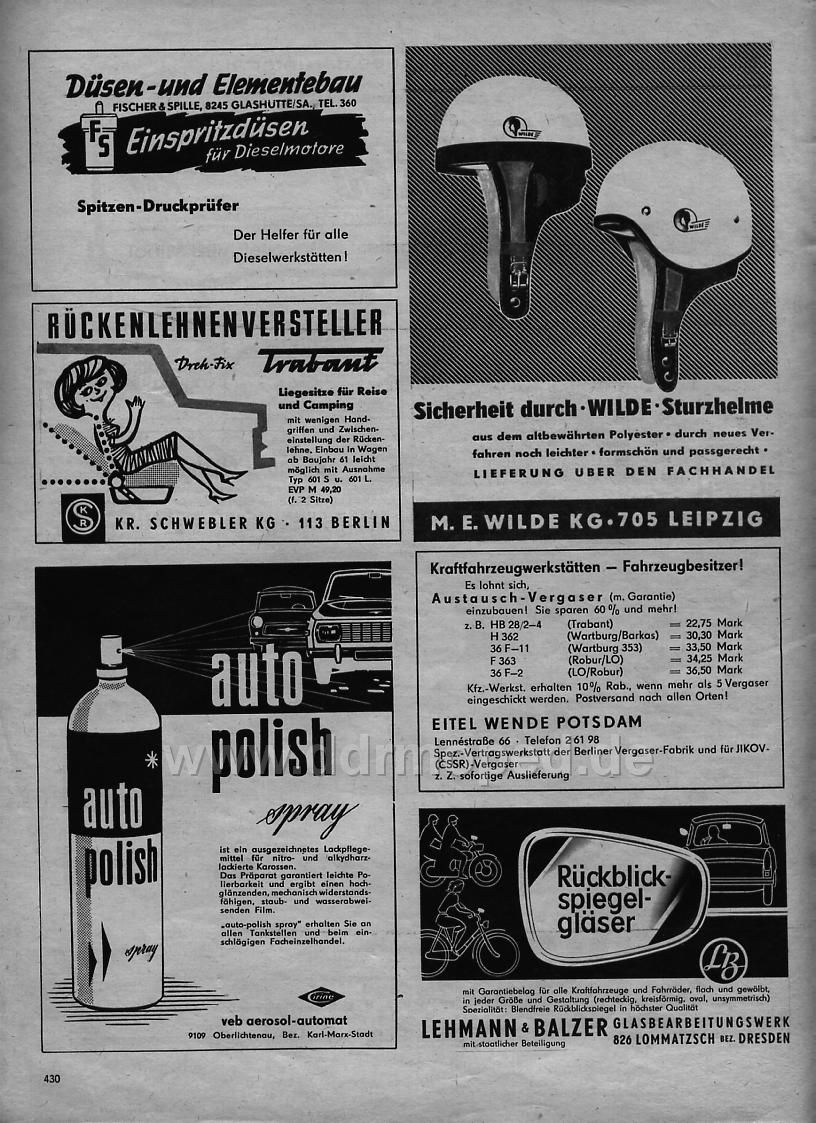 Düsen-und Elementebau
FISCHER & SPILLE, 8245 GLASHÜTTE/SA., TEL. 360
FS
Einspritzdüsen
für Dieselmotore
Spitzen-Druckprüfer
Der Helfer für alle
Dieselwerkstätten!
RÜCKENLEHNENVERSTELLER
Dreh-Fix Trabant
Liegesitze für Reise
und Camping
mit wenigen Hand-
griffen und Zwischen-
einstellung der Rücken-
lehne. Einbau in Wagen
ab Baujahr 61 leicht
möglich mit Ausnahme
Typ 601 S u. 601 L.
EVP M 49,20
(f. 2 Sitze)
KR. SCHWEBLER KG · 113 BERLIN
auto
polish
spray
auto
polish
spray
ist ein ausgezeichnetes Lackpflege-
mittel für nitro- und alkydharz-
lackierte Karossen.
Das Präparat garantiert leichte Po-
lierbarkeit und ergibt einen hoch-
glänzenden, mechanisch widerstands-
fähigen, staub- und wasserabwei-
senden Film.
„auto-polish spray" erhalten Sie an
allen Tankstellen und beim ein-
schlägigen Facheinzelhandel.
veb aerosol-automat
9109 Oberlichtenau, Bez. Karl-Marx-Stadt
430
WILDE
WILDE
Sicherheit durch · WILDE · Sturzhelme
aus dem altbewährten Polyester · durch neues Ver-
fahren noch leichter · formschön und passgerecht ·
LIEFERUNG UBER DEN FACHHANDEL
M. E. WILDE KG · 705 LEIPZIG
Kraftfahrzeugwerkstätten — Fahrzeugbesitzer!
Es lohnt sich,
Austausch-Vergaser (m. Garantie)
einzubauen! Sie sparen 60 % und mehr!
z. B. HB 28/2-4 (Trabant) = 22,75 Mark
H 362 (Wartburg/Barkas) = 30,30 Mark
36 F-11 (Wartburg 353) = 33,50 Mark
F 363 (Robur/LO) = 34,25 Mark
36 F-2 (LO/Robur) = 36,50 Mark
Kfz.-Werkst. erhalten 10% Rab., wenn mehr als 5 Vergaser
eingeschickt werden. Postversand nach allen Orten!
EITEL WENDE POTSDAM
Lennéstraße 66 · Telefon 2 61 98
Spez.-Vertragswerkstatt der Berliner Vergaser-Fabrik und für JIKOV-
(CSSR)-Vergaser
z. Z. sofortige Auslieferung
www.ddrmoped.de
Rückblick-
spiegel-
gläser
LB
mit Garantiebelag für alle Kraftfahrzeuge und Fahrräder, flach und gewölbt,
in jeder Größe und Gestaltung (rechteckig, kreisförmig, oval, unsymmetrisch)
Spezialität: Blendfreie Rückblickspiegel in höchster Qualität
LEHMANN & BALZER GLASBEARBEITUNGSWERK
mit staatlicher Beteiligung 826 LOMMATZSCH BEZ. DRESDEN